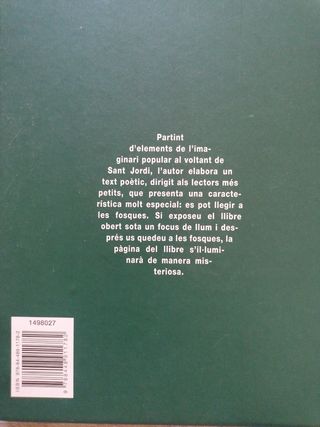 Partint
d'elements de l'ima-
ginari popular al voltant de
Sant Jordi, l'autor elabora un
text poètic, dirigit als lectors més
petits, que presenta una caracte-
rística molt especial: es pot llegir a
les fosques. Si exposeu el llibre
obert sota un focus de llum i des-
prés us quedeu a les fosques, la
pàgina del llibre s'il·lumi-
narà de manera mis-
teriosa.
1498027